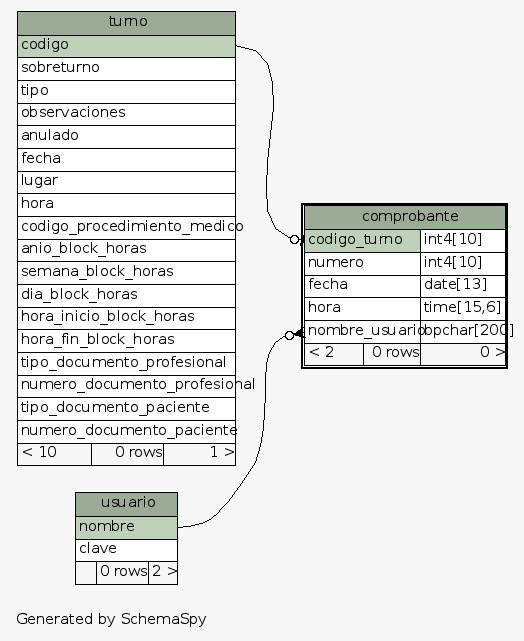 turno
codigo
sobreturno
tipo
observaciones
anulado
fecha
lugar
hora
codigo_procedimiento_medico
anio_block_horas
semana_block_horas
dia_block_horas
hora_inicio_block_horas
hora_fin_block_horas
tipo_documento_profesional
numero_documento_profesional
tipo_documento_paciente
numero_documento_paciente
< 10 0 rows 1 >
comprobante
codigo_turno int4[10]
numero int4[10]
fecha date[13]
hora time[15,6]
nombre_usuario bpchar[200]
< 2 0 rows 0 >
usuario
nombre
clave
0 rows 2 >
Generated by SchemaSpy